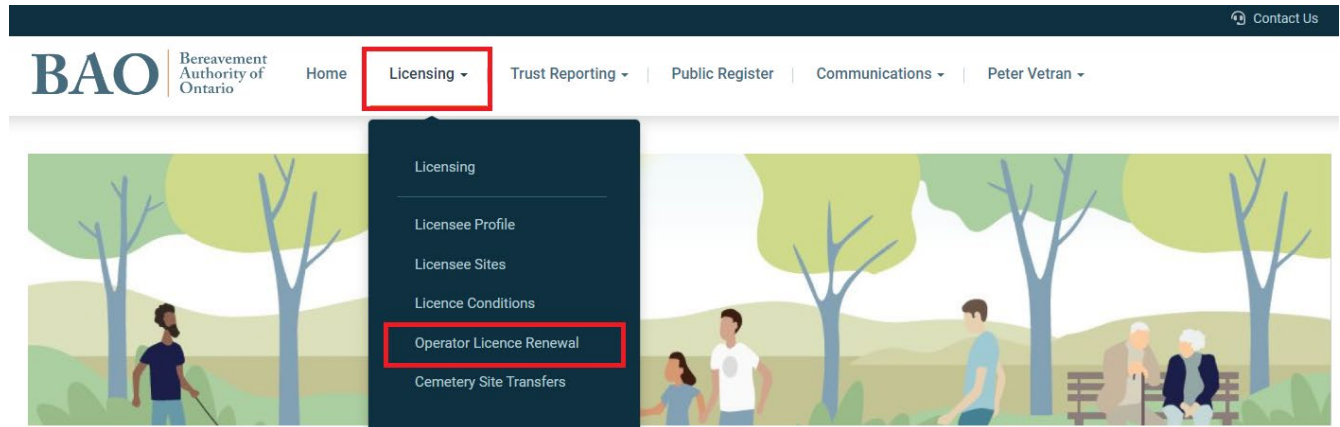 Contact Us
BAO Bereavement
Authority of
Ontario
Home Licensing Trust Reporting Public Register Communications Peter Vetran
Licensing
Licensee Profile
Licensee Sites
Licence Conditions
Operator Licence Renewal
Cemetery Site Transfers